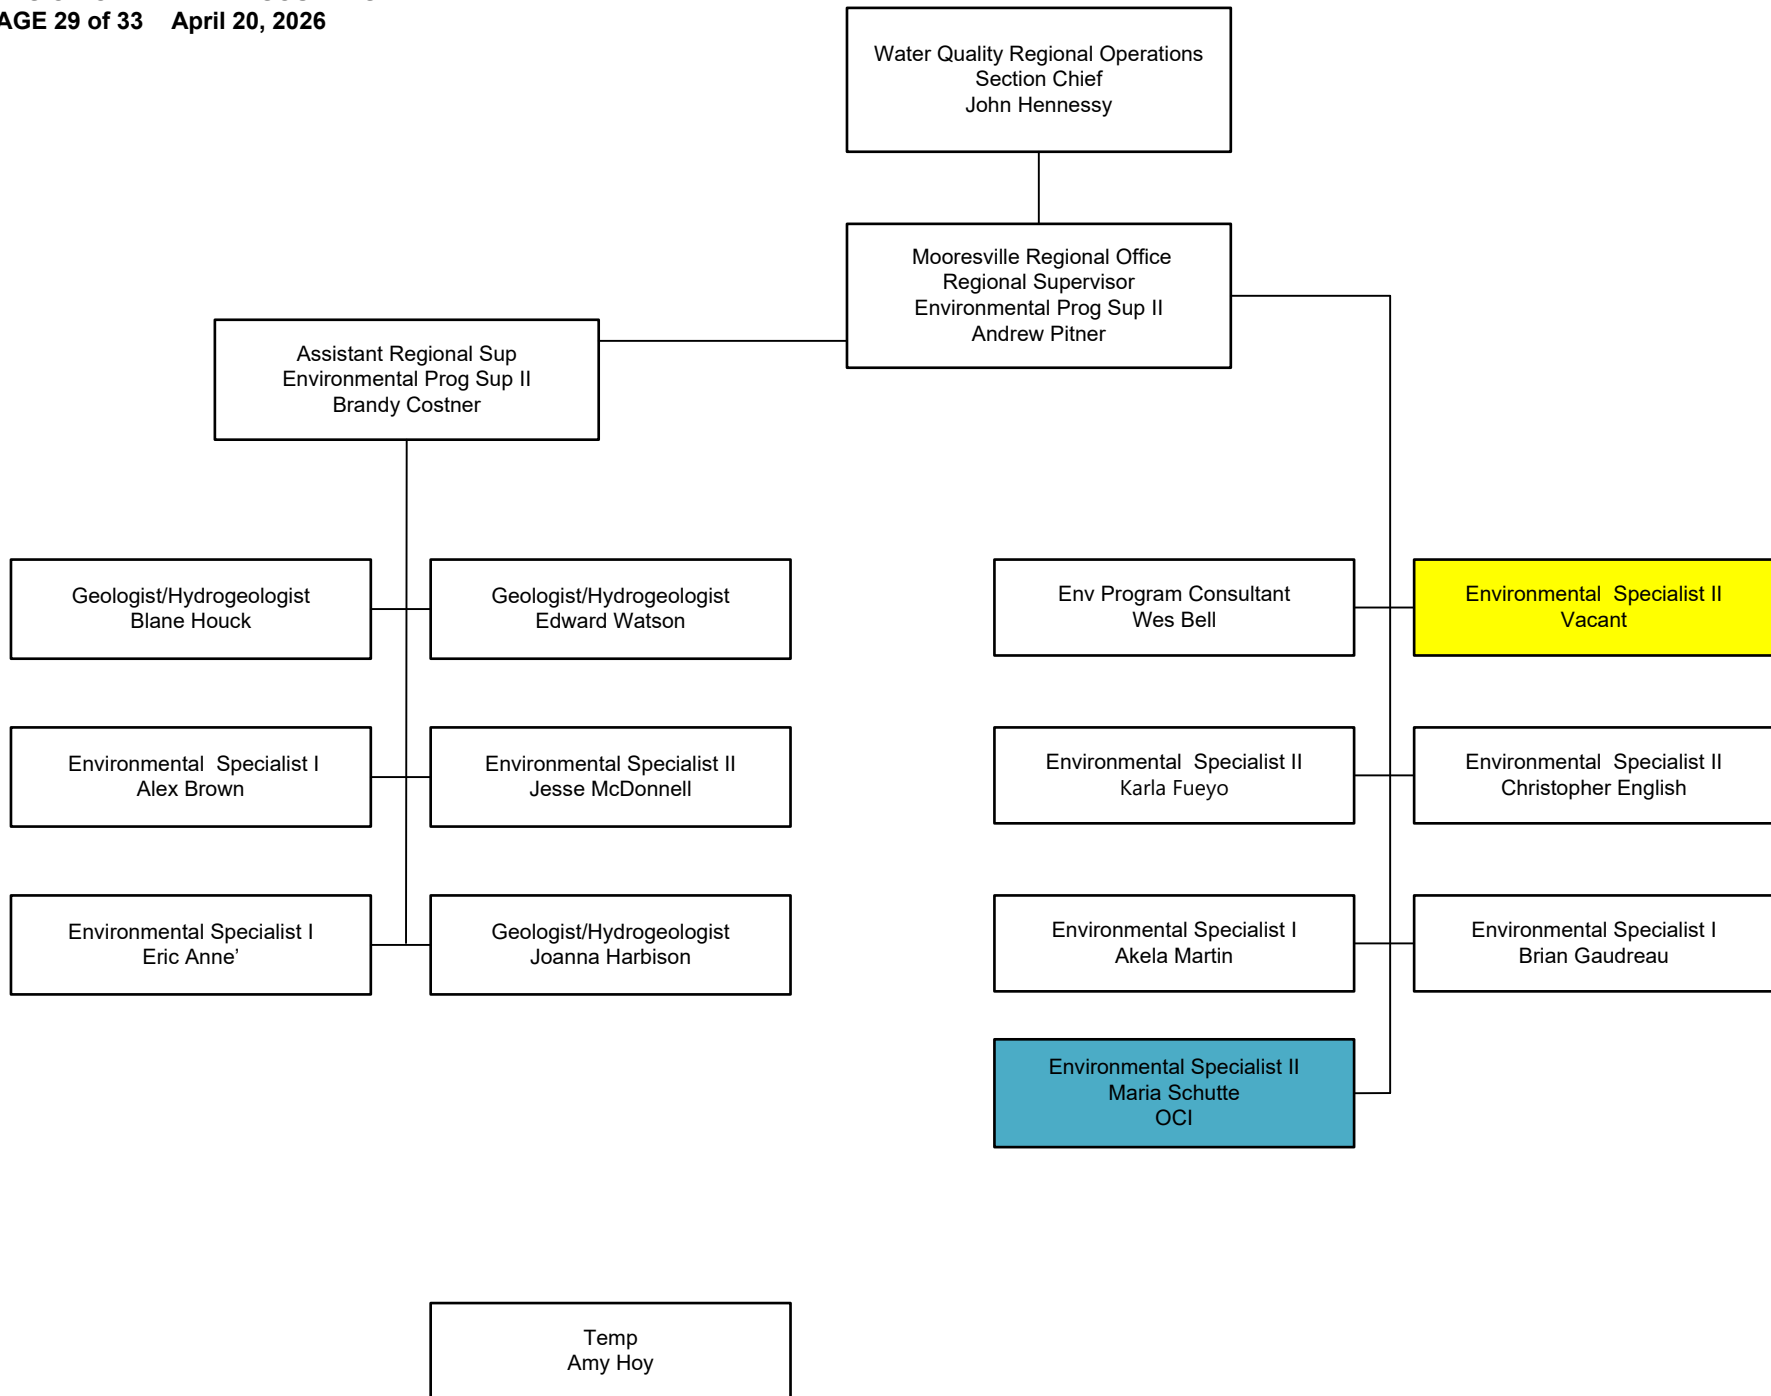 AGE 29 of 33 April 20, 2026
Water Quality Regional Operations
Section Chief
John Hennessy
Mooresville Regional Office
Regional Supervisor
Environmental Prog Sup II
Andrew Pitner
Assistant Regional Sup
Environmental Prog Sup II
Brandy Costner
Geologist/Hydrogeologist
Blane Houck
Geologist/Hydrogeologist
Edward Watson
Env Program Consultant
Wes Bell
Environmental Specialist II
Vacant
Environmental Specialist I
Alex Brown
Environmental Specialist II
Jesse McDonnell
Environmental Specialist II
Karla Fueyo
Environmental Specialist II
Christopher English
Environmental Specialist I
Eric Anne’
Geologist/Hydrogeologist
Joanna Harbison
Environmental Specialist I
Akela Martin
Environmental Specialist I
Brian Gaudreau
Environmental Specialist II
Maria Schutte
OCI
Temp
Amy Hoy